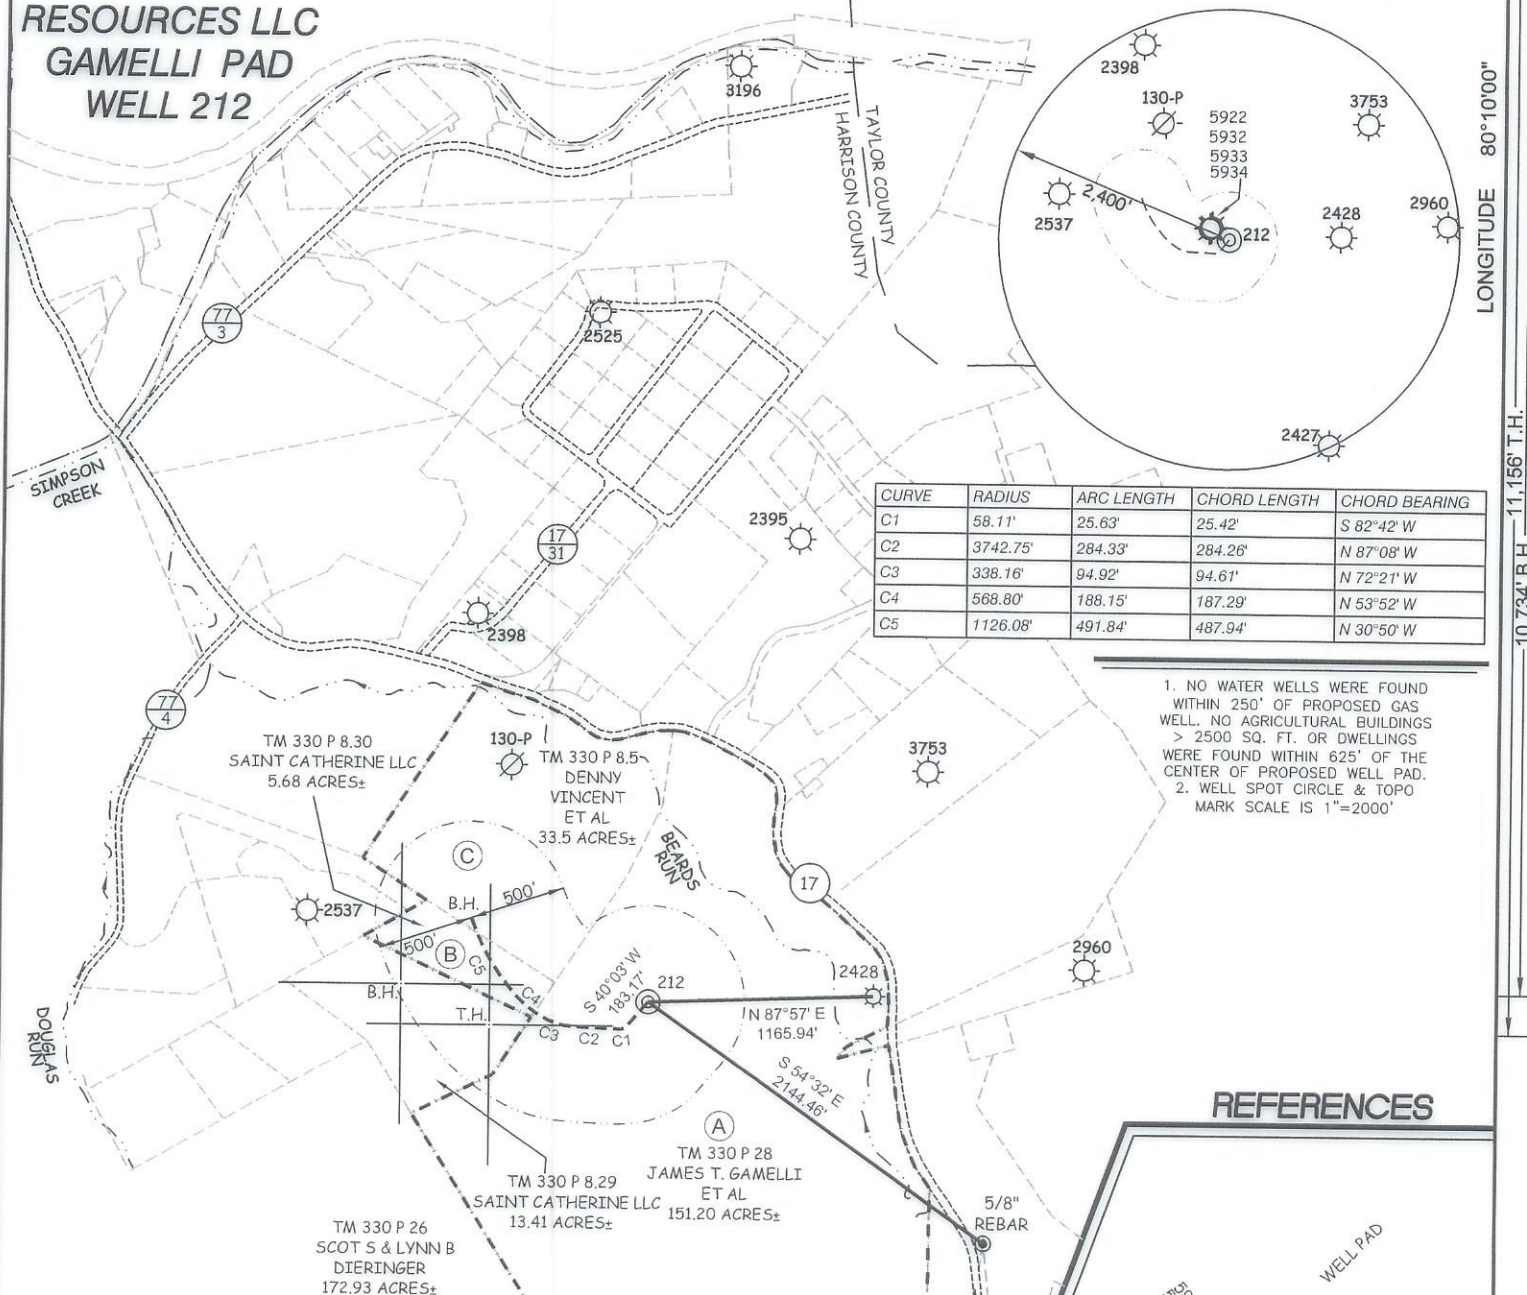 RESOURCES LLC
GAMELLI PAD
WELL 212
3196
TAYLOR COUNTY
HARRISON COUNTY
2398
130-P
5922
5932
5933
5934
3753
2,400'
2537
212
2428
2960
2427
LONGITUDE 80°10'00"
11,156' T.H.
10,734' B.H.
77
3
2525
SIMPSON
CREEK
17
31
2395
2398
CURVE RADIUS ARC LENGTH CHORD LENGTH CHORD BEARING
C1 58.11' 25.63' 25.42' S 82°42' W
C2 3742.75' 284.33' 284.26' N 87°08' W
C3 338.16' 94.92' 94.61' N 72°21' W
C4 568.80' 188.15' 187.29' N 53°52' W
C5 1126.08' 491.84' 487.94' N 30°50' W
1. NO WATER WELLS WERE FOUND
WITHIN 250' OF PROPOSED GAS
WELL. NO AGRICULTURAL BUILDINGS
> 2500 SQ. FT. OR DWELLINGS
WERE FOUND WITHIN 625' OF THE
CENTER OF PROPOSED WELL PAD.
2. WELL SPOT CIRCLE & TOPO
MARK SCALE IS 1"=2000'
77
4
TM 330 P 8.30
SAINT CATHERINE LLC
5.68 ACRES±
130-P
TM 330 P 8.5
DENNY
VINCENT
ET AL
33.5 ACRES±
3753
BEARDS
RUN
17
C
B.H.
500'
2537
500'
B
C5
B.H.
T.H.
C4
C3
C2
C1
S 40°03' W
183.17'
212
2428
2960
N 87°57' E
1165.94'
S 54°32' E
2144.46'
DOUGLAS
RUN
A
TM 330 P 28
JAMES T. GAMELLI
ET AL
151.20 ACRES±
TM 330 P 8.29
SAINT CATHERINE LLC
13.41 ACRES±
TM 330 P 26
SCOT S & LYNN B
DIERINGER
172.93 ACRES±
5/8"
REBAR
REFERENCES
WELL PAD